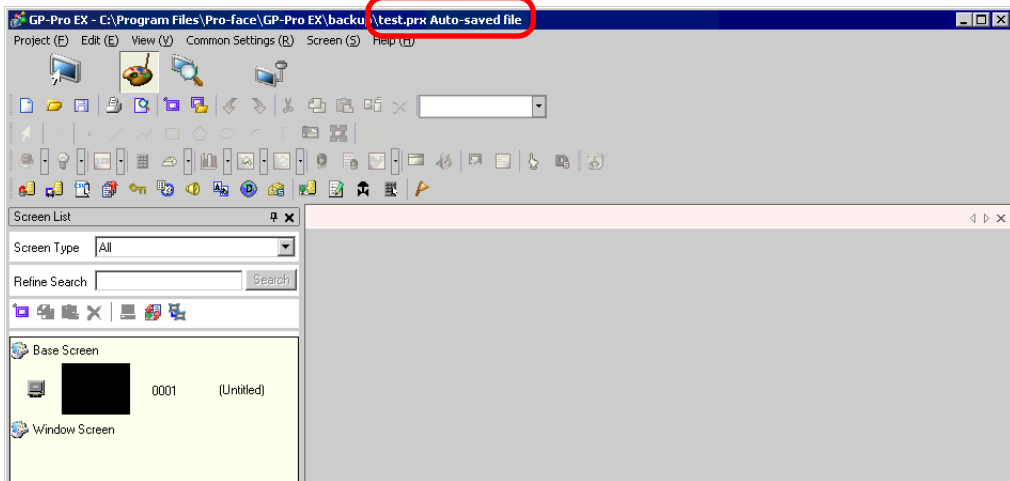 GP-Pro EX - C:\Program Files\Pro-face\GP-Pro EX\backup\test.prx Auto-saved file
Project (F) Edit (E) View (V) Common Settings (R) Screen (S) Help (H)
Screen List
Screen Type All
Refine Search Search
Base Screen
0001 (Untitled)
Window Screen